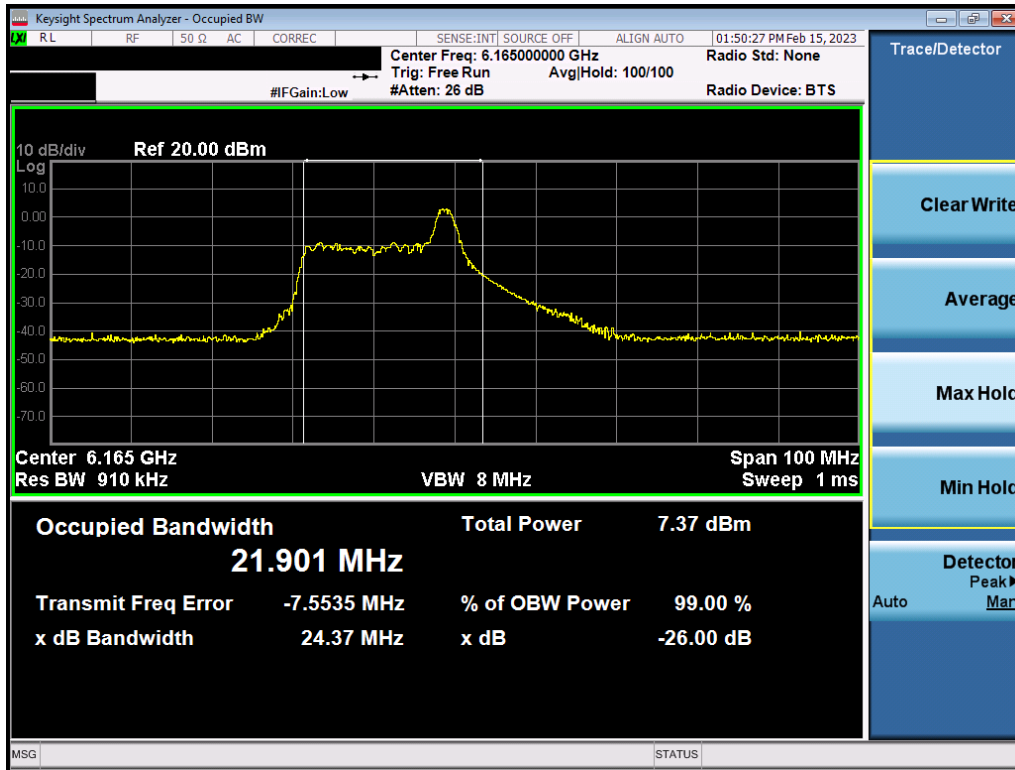 Keysight Spectrum Analyzer - Occupied BW
LXI RL RF 50 Ω AC CORREC SENSE:INT SOURCE OFF ALIGN AUTO 01:50:27 PM Feb 15, 2023
Center Freq: 6.165000000 GHz Radio Std: None
Trig: Free Run Avg|Hold: 100/100
#IFGain:Low #Atten: 26 dB Radio Device: BTS
Trace/Detector
10 dB/div Ref 20.00 dBm
Log
10.0
0.00
-10.0
-20.0
-30.0
-40.0
-50.0
-60.0
-70.0
Center 6.165 GHz Span 100 MHz
Res BW 910 kHz VBW 8 MHz Sweep 1 ms
Occupied Bandwidth Total Power 7.37 dBm
21.901 MHz
Transmit Freq Error -7.5535 MHz % of OBW Power 99.00 %
x dB Bandwidth 24.37 MHz x dB -26.00 dB
Clear Write
Average
Max Hold
Min Hold
Detector
Peak
Auto Man
MSG STATUS